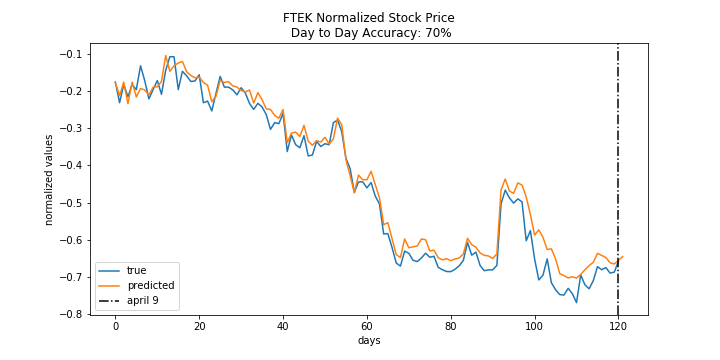 FTEK Normalized Stock Price
Day to Day Accuracy: 70%
normalized values
−0.1
−0.2
−0.3
−0.4
−0.5
−0.6
−0.7
−0.8
true
predicted
april 9
0
20
40
60
80
100
120
days